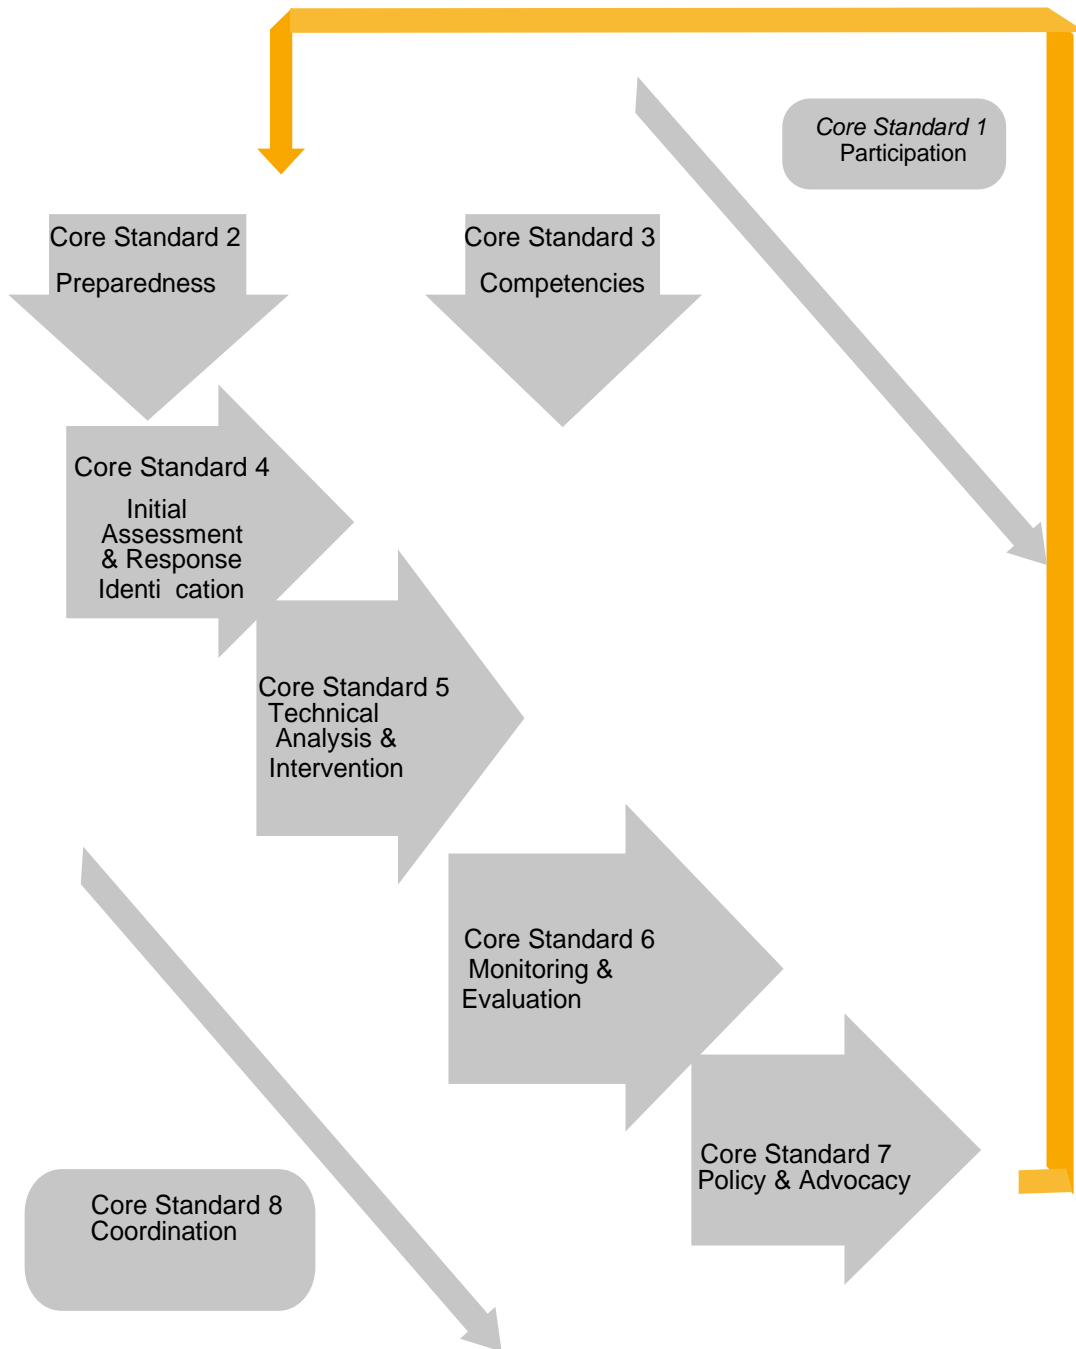 Core Standard 1
Participation
Core Standard 2
Preparedness
Core Standard 3
Competencies
Core Standard 4
Initial
Assessment
& Response
Identi cation
Core Standard 5
Technical
Analysis &
Intervention
Core Standard 6
Monitoring &
Evaluation
Core Standard 7
Policy & Advocacy
Core Standard 8
Coordination